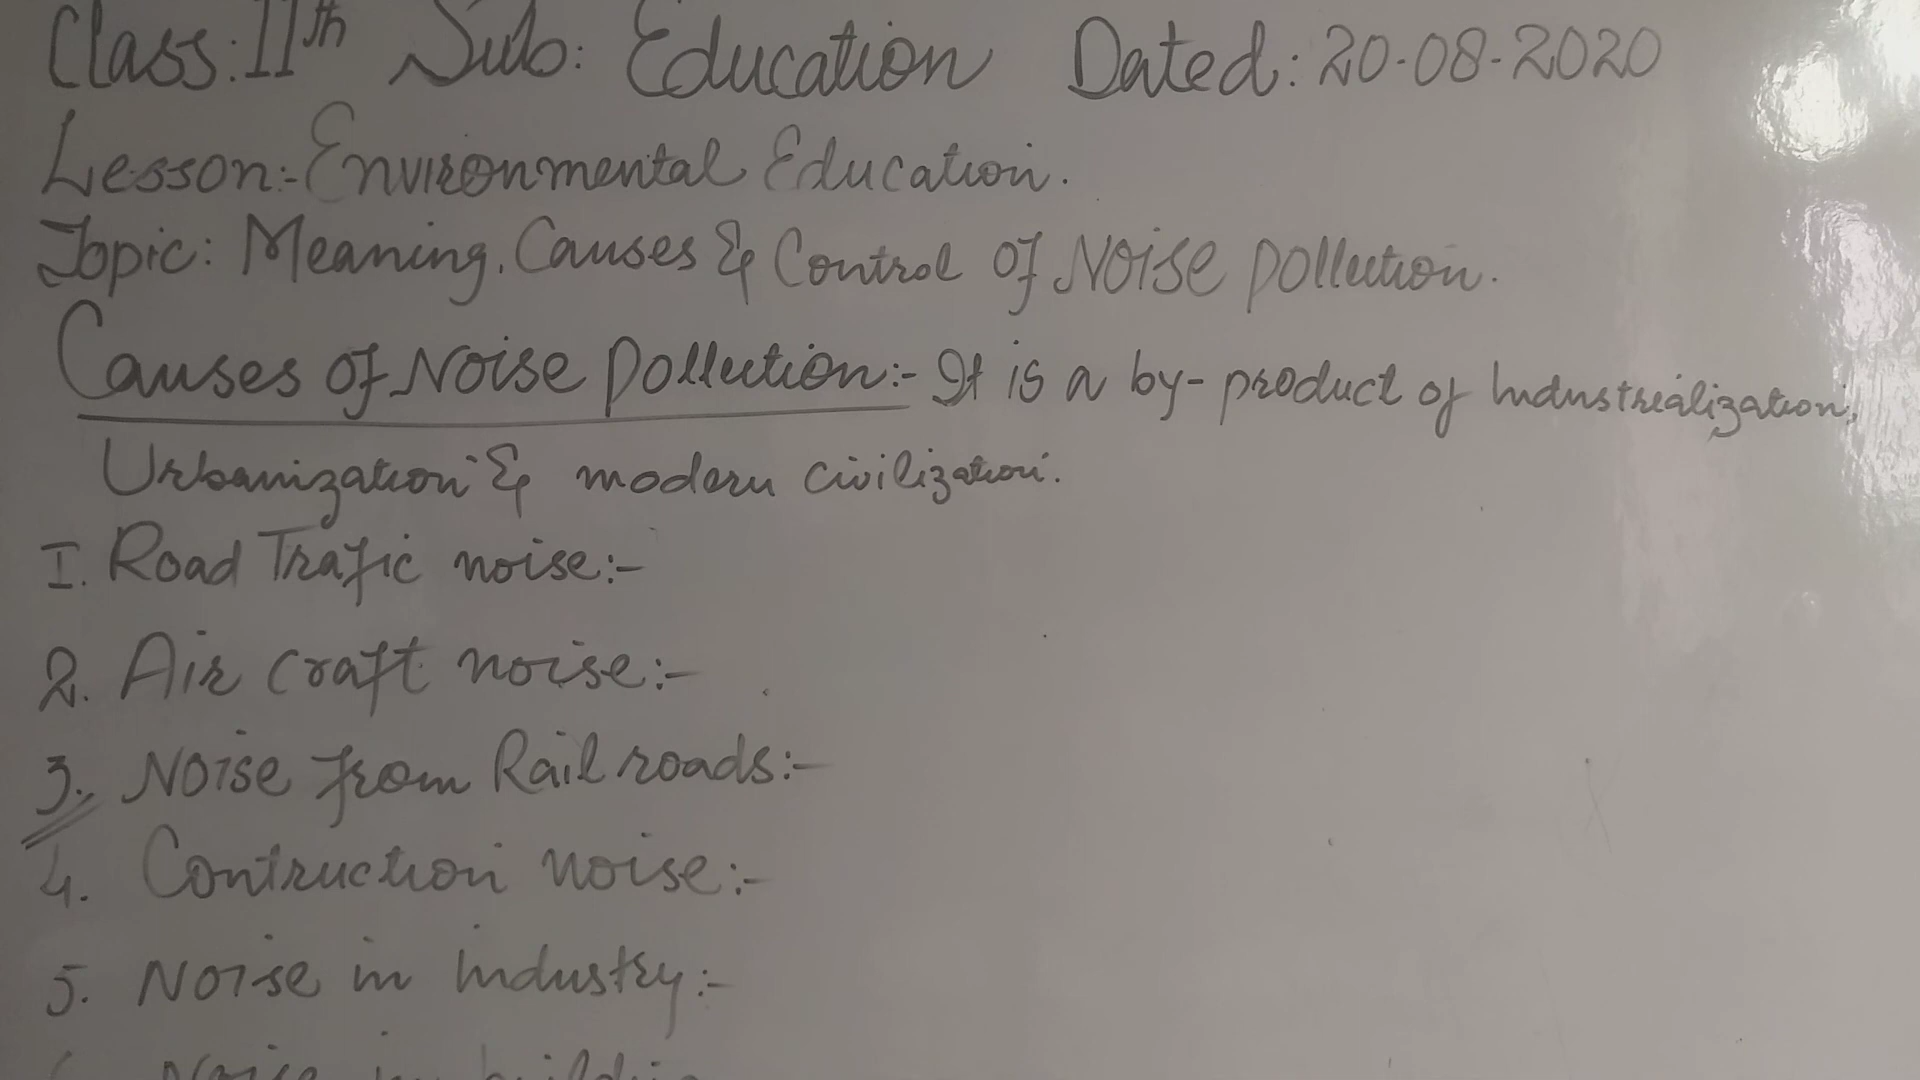 Class: 11th Sub: Education Dated: 20-08-2020
Lesson:- Environmental Education.
Topic: Meaning, Causes & Control of Noise pollution.
Causes of Noise pollution:- It is a by-product of Industrialization,
Urbanization & modern civilization.
I. Road Trafic noise:-
2. Air craft noise:-
3. Noise from Rail roads:-
4. Contruction noise:-
5. Noise in Industry:-
Noise in